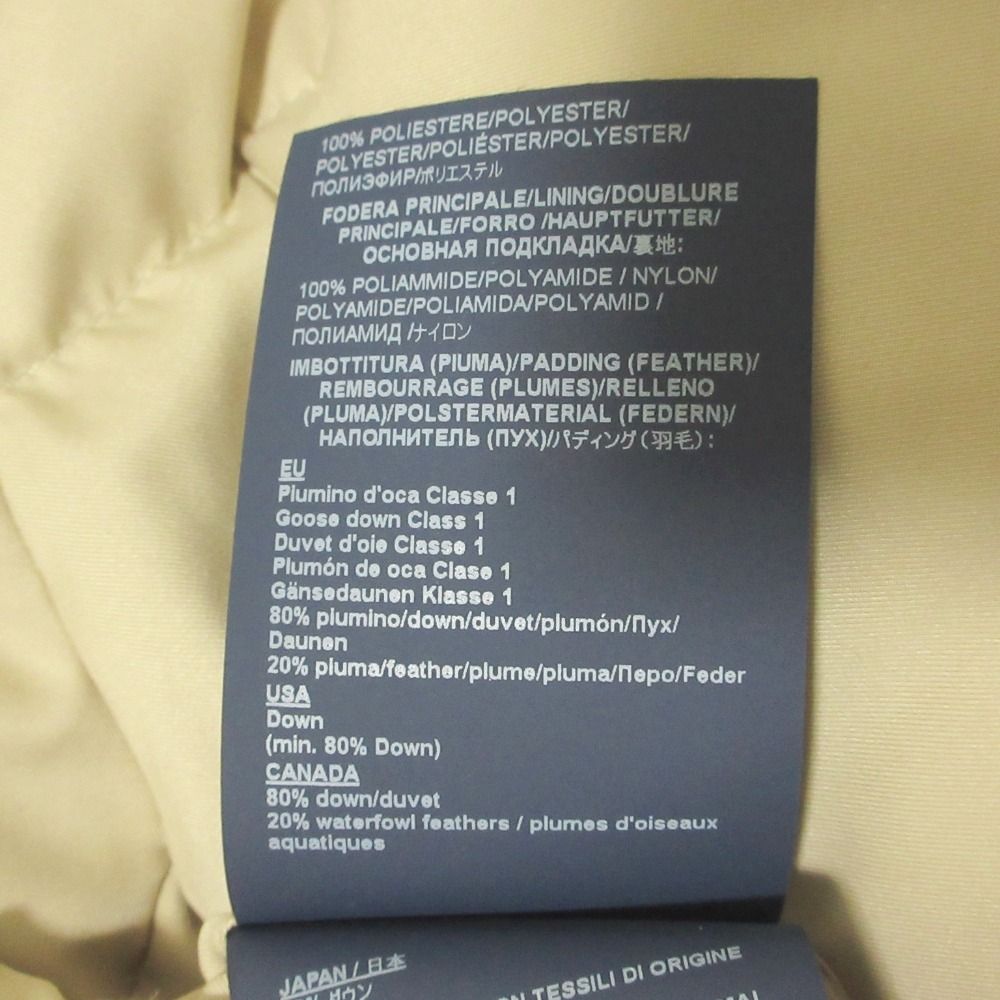 100% POLIESTERE/POLYESTER/
POLYESTER/POLIÉSTER/POLYESTER/
ПОЛИЭФИР/ポリエステル
FODERA PRINCIPALE/LINING/DOUBLURE
PRINCIPALE/FORRO /HAUPTFUTTER/
ОСНОВНАЯ ПОДКЛАДКА/裏地:
100% POLIAMMIDE/POLYAMIDE / NYLON/
POLYAMIDE/POLIAMIDA/POLYAMID /
ПОЛИАМИД /ナイロン
IMBOTTITURA (PIUMA)/PADDING (FEATHER)/
REMBOURRAGE (PLUMES)/RELLENO
(PLUMA)/POLSTERMATERIAL (FEDERN)/
НАПОЛНИТЕЛЬ (ПУХ)/パディング(羽毛):
EU
Piumino d'oca Classe 1
Goose down Class 1
Duvet d'oie Classe 1
Plumón de oca Clase 1
Gänsedaunen Klasse 1
80% piumino/down/duvet/plumón/Пух/
Daunen
20% piuma/feather/plume/pluma/Перо/Feder
USA
Down
(min. 80% Down)
CANADA
80% down/duvet
20% waterfowl feathers / plumes d'oiseaux
aquatiques
JAPAN / 日本
% ダウン
TESSILI DI ORIGINE